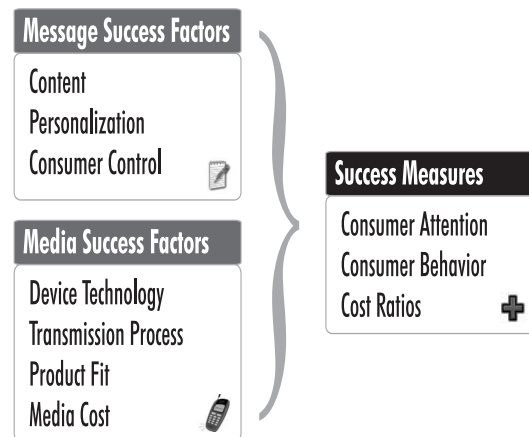 Message Success Factors
Content
Personalization
Consumer Control
Media Success Factors
Device Technology
Transmission Process
Product Fit
Media Cost
Success Measures
Consumer Attention
Consumer Behavior
Cost Ratios